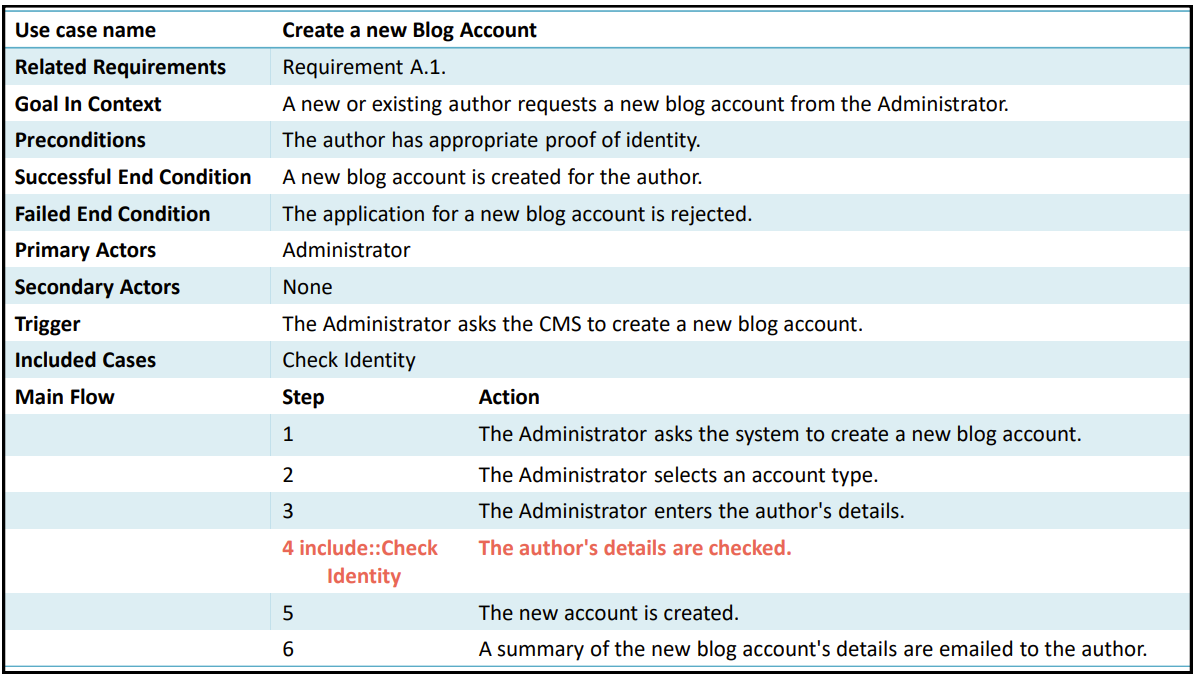 Use case name Create a new Blog Account
Related Requirements Requirement A.1.
Goal In Context A new or existing author requests a new blog account from the Administrator.
Preconditions The author has appropriate proof of identity.
Successful End Condition A new blog account is created for the author.
Failed End Condition The application for a new blog account is rejected.
Primary Actors Administrator
Secondary Actors None
Trigger The Administrator asks the CMS to create a new blog account.
Included Cases Check Identity
Main Flow Step Action
1 The Administrator asks the system to create a new blog account.
2 The Administrator selects an account type.
3 The Administrator enters the author's details.
4 include::Check The author's details are checked.
Identity
5 The new account is created.
6 A summary of the new blog account's details are emailed to the author.